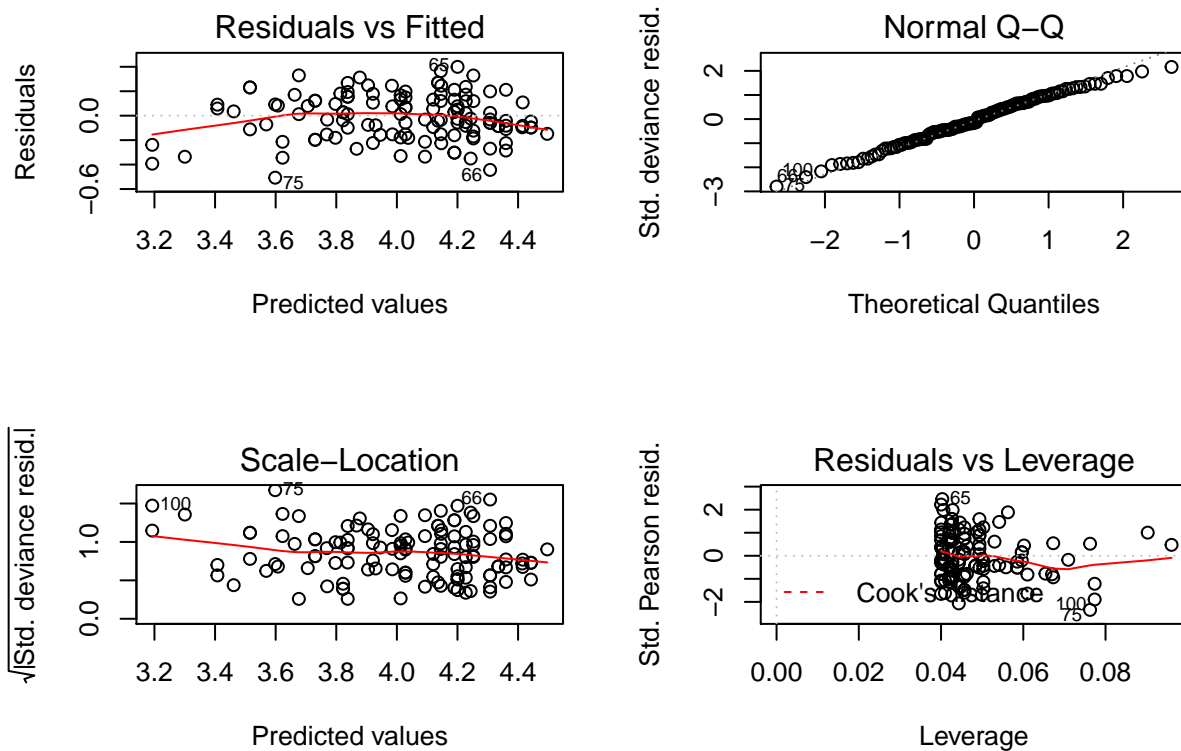 Residuals vs Fitted
Residuals
0.0
−0.6
65
75
66
3.2 3.4 3.6 3.8 4.0 4.2 4.4
Predicted values
Normal Q−Q
Std. deviance resid.
2
0
−3
100
66
75
−2 −1 0 1 2
Theoretical Quantiles
Scale−Location
√|Std. deviance resid.|
1.0
0.0
100
75
66
3.2 3.4 3.6 3.8 4.0 4.2 4.4
Predicted values
Residuals vs Leverage
Std. Pearson resid.
2
0
−2
65
Cook's distance
100
75
0.00 0.02 0.04 0.06 0.08
Leverage